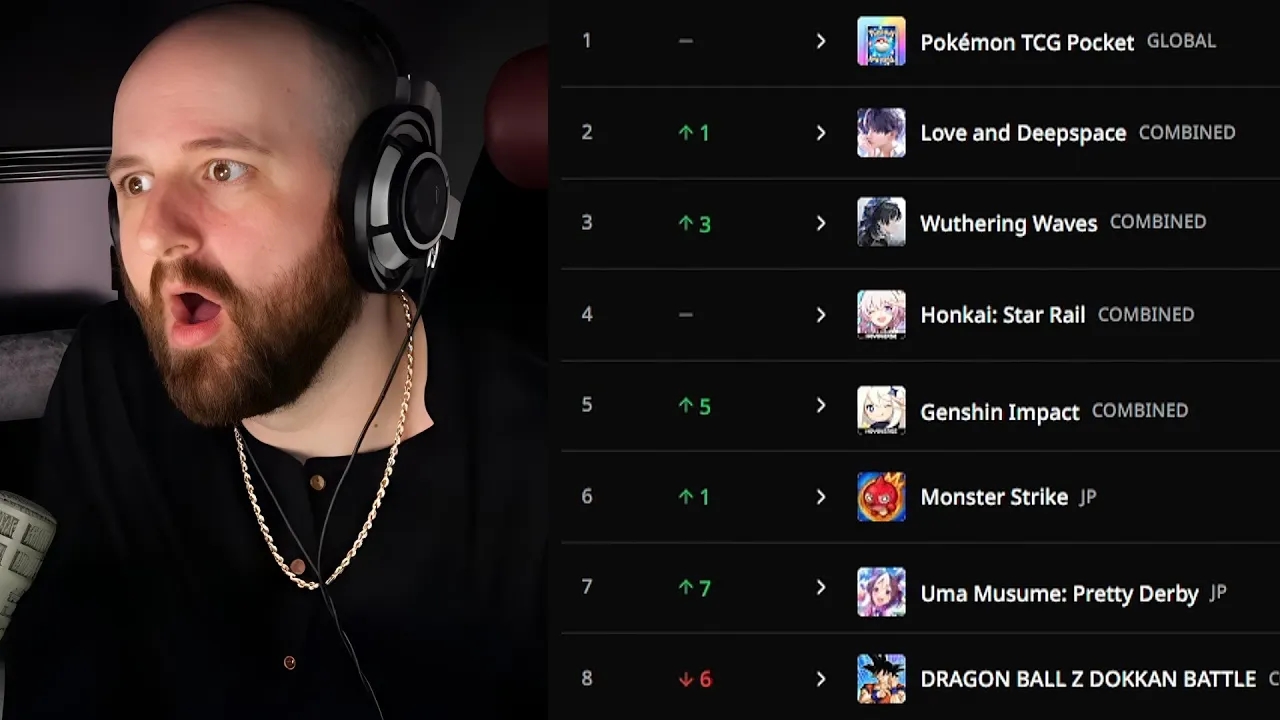 1 – Pokémon TCG Pocket GLOBAL
2 ↑ 1 Love and Deepspace COMBINED
3 ↑ 3 Wuthering Waves COMBINED
4 – Honkai: Star Rail COMBINED
5 ↑ 5 Genshin Impact COMBINED
6 ↑ 1 Monster Strike JP
7 ↑ 7 Uma Musume: Pretty Derby JP
8 ↓ 6 DRAGON BALL Z DOKKAN BATTLE C